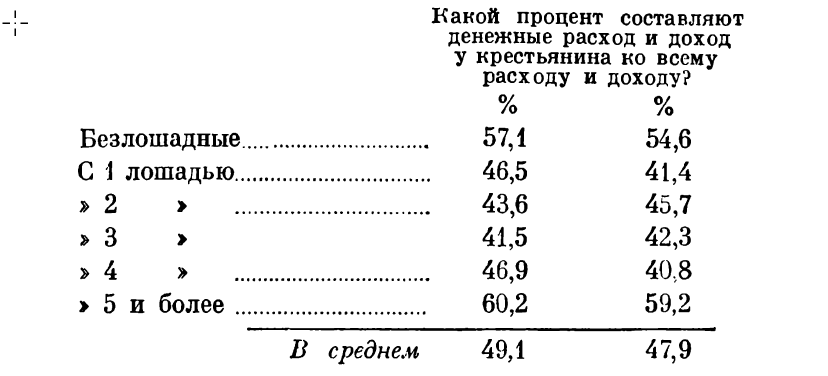 Какой процент составляют
денежные расход и доход
у крестьянина ко всему
расходу и доходу?
% %
Безлошадные.............................. 57,1 54,6
С 1 лошадью.............................. 46,5 41,4
» 2 » .............................. 43,6 45,7
» 3 » .............................. 41,5 42,3
» 4 » .............................. 46,9 40,8
» 5 и более .............................. 60,2 59,2
В среднем 49,1 47,9